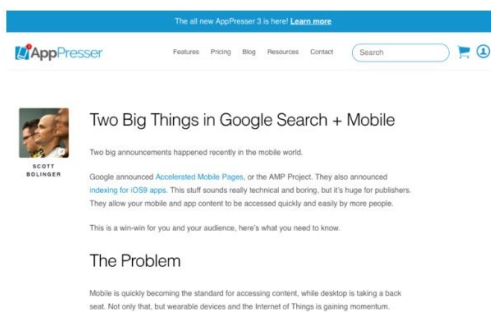 The all new AppPresser 3 is here! Learn more
AppPresser
Features Pricing Blog Resources Contact Search
Two Big Things in Google Search + Mobile
SCOTT
BOLINGER
Two big announcements happened recently in the mobile world.
Google announced Accelerated Mobile Pages, or the AMP Project. They also announced
indexing for iOS9 apps. This stuff sounds really technical and boring, but it's huge for publishers.
They allow your mobile and app content to be accessed quickly and easily by more people.
This is a win-win for you and your audience, here's what you need to know.
The Problem
Mobile is quickly becoming the standard for accessing content, while desktop is taking a back
seat. Not only that, but wearable devices and the Internet of Things is gaining momentum.